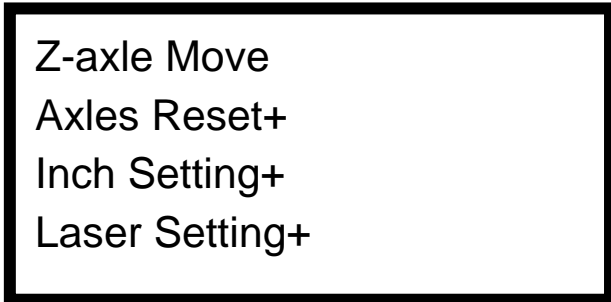 Z-axle Move
Axles Reset+
Inch Setting+
Laser Setting+